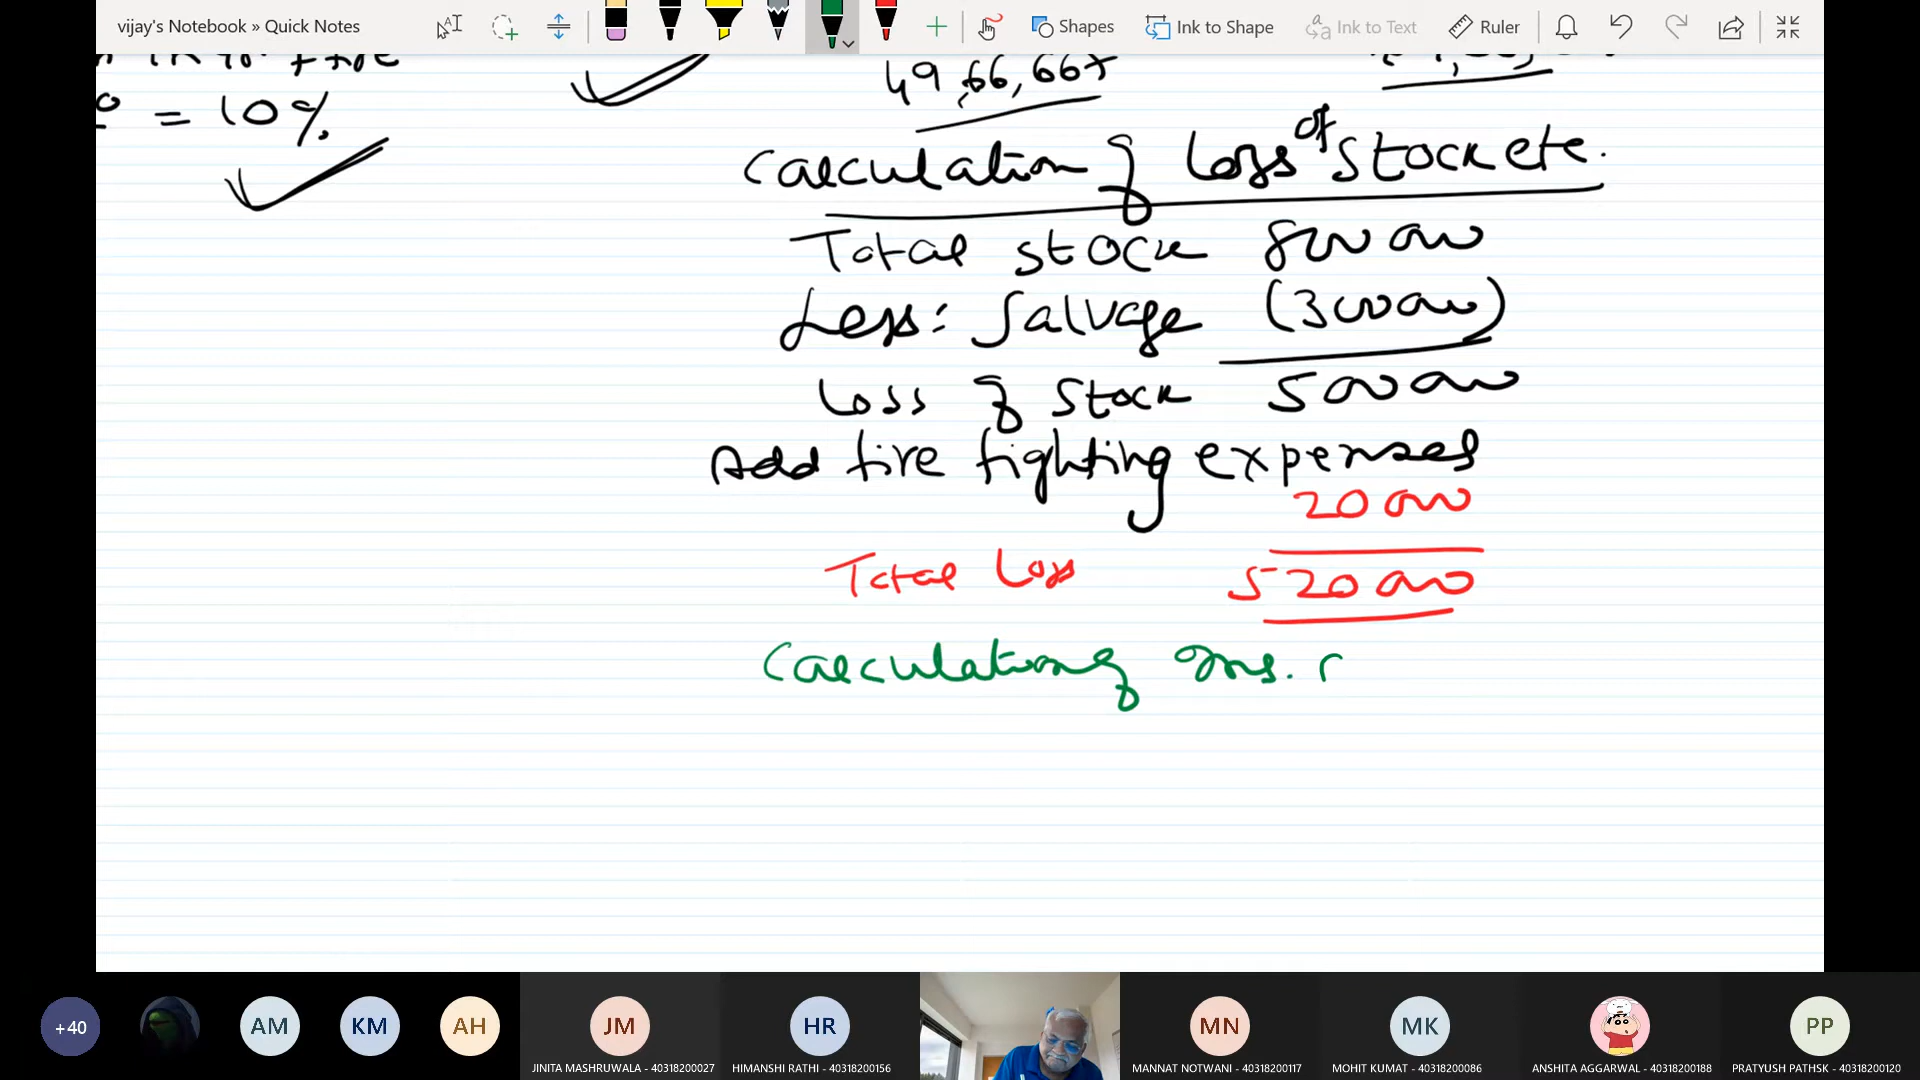 vijay's Notebook » Quick Notes
Shapes
Ink to Shape
Ink to Text
Ruler
= 10%
49,66,667
Calculation of Loss of Stock etc.
Total stock 800000
Less: Salvage (300000)
Loss of Stock 500000
Add fire fighting expenses
20000
Total Loss 520000
Calculation of Ins. C
+40
AM
KM
AH
JM
HR
MN
MK
PP
JINITA MASHRUWALA - 40318200027
HIMANSHI RATHI - 40318200156
MANNAT NOTWANI - 40318200117
MOHIT KUMAT - 40318200086
ANSHITA AGGARWAL - 40318200188
PRATYUSH PATHSK - 40318200120